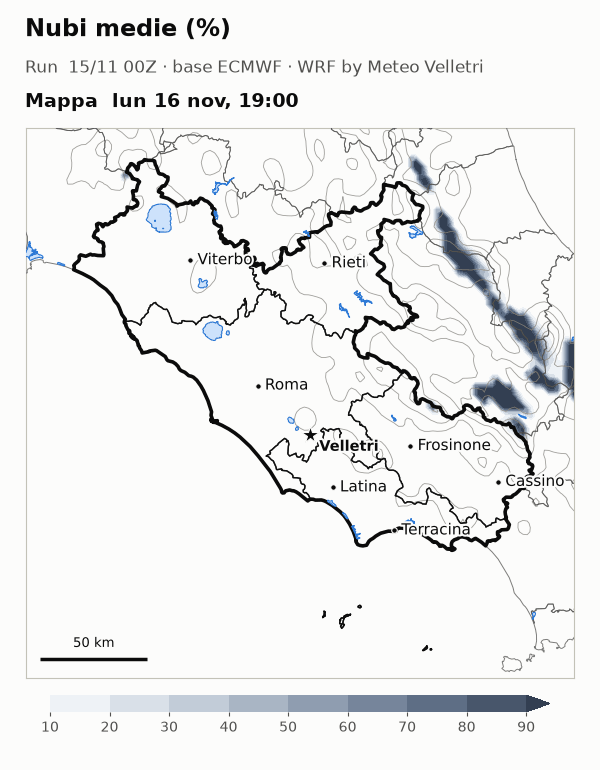 Nubi medie (%)
Run  15/11 00Z · base ECMWF · WRF by Meteo Velletri
Mappa  lun 16 nov, 19:00
Viterbo
Rieti
Roma
Velletri
Frosinone
Latina
Cassino
Terracina
50 km
10 20 30 40 50 60 70 80 90